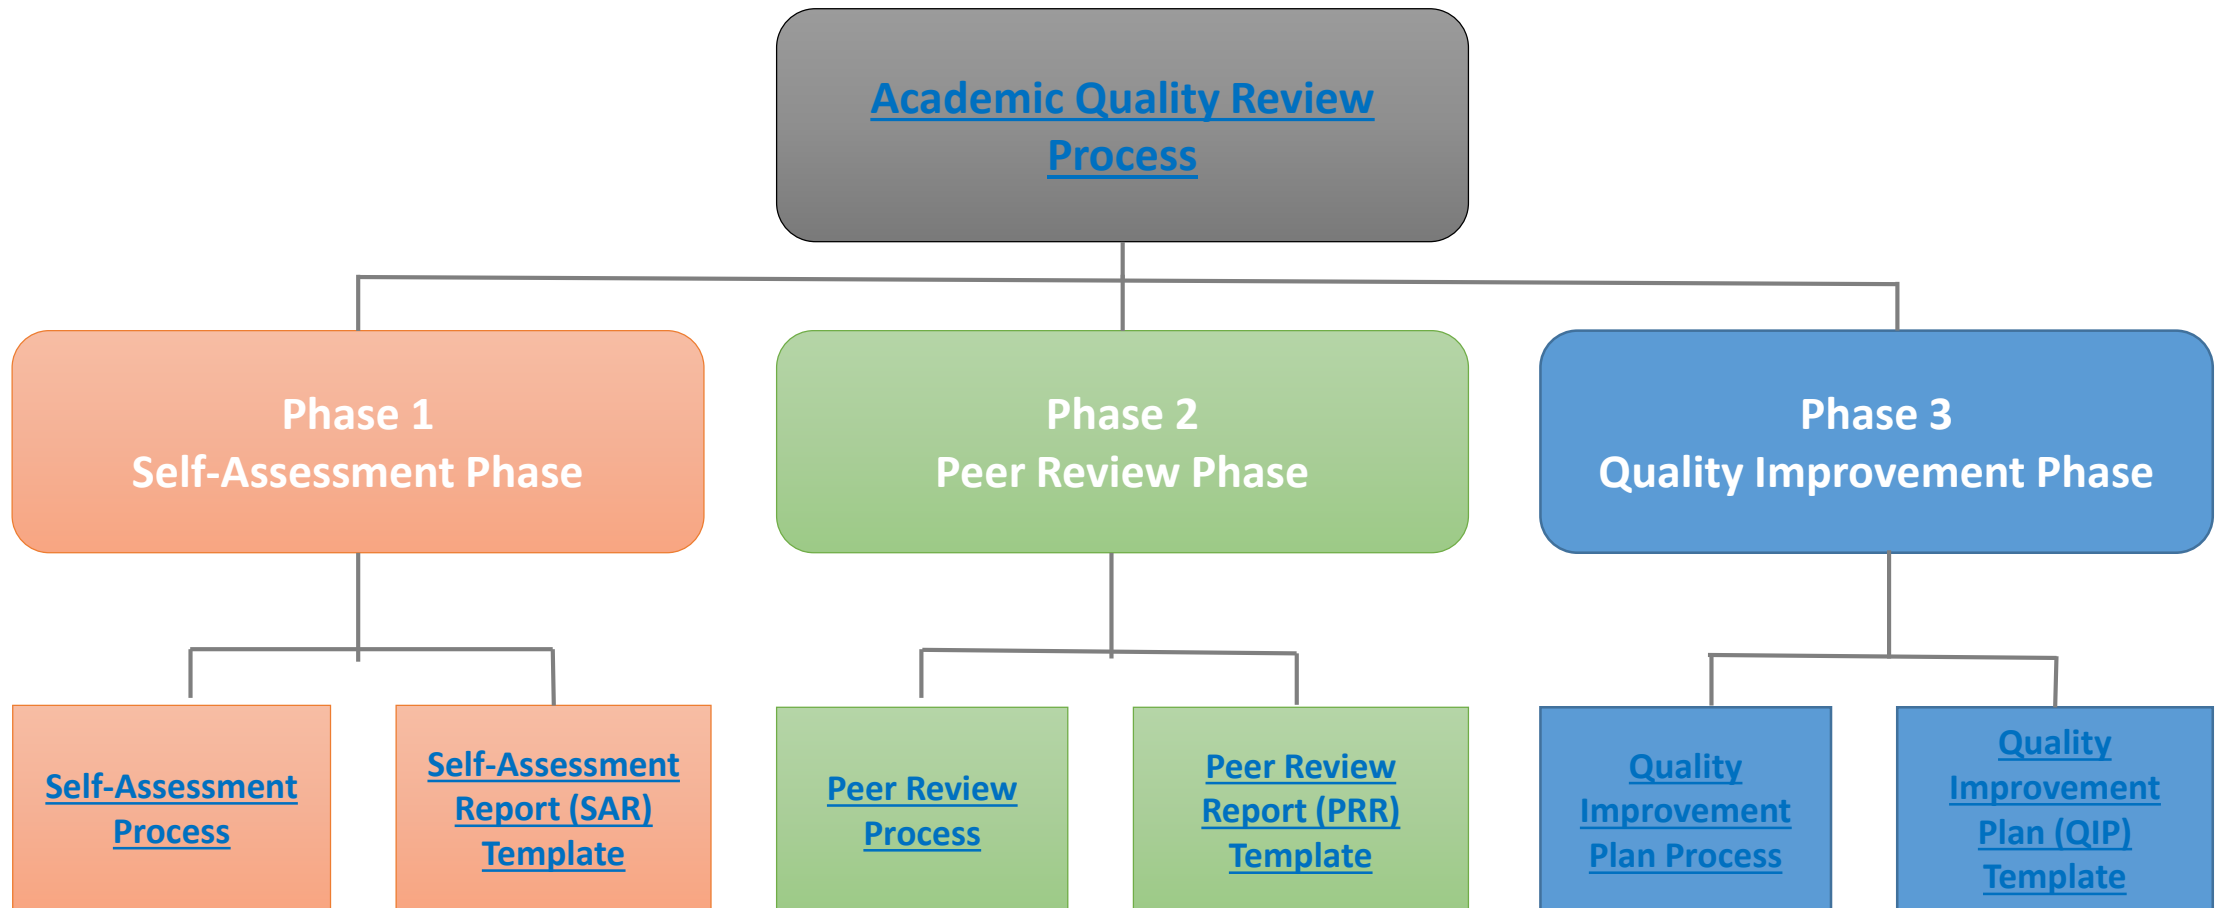 Academic Quality Review
Process
Phase 1
Self-Assessment Phase
Phase 2
Peer Review Phase
Phase 3
Quality Improvement Phase
Self-Assessment
Process
Self-Assessment
Report (SAR)
Template
Peer Review
Process
Peer Review
Report (PRR)
Template
Quality
Improvement
Plan Process
Quality
Improvement
Plan (QIP)
Template